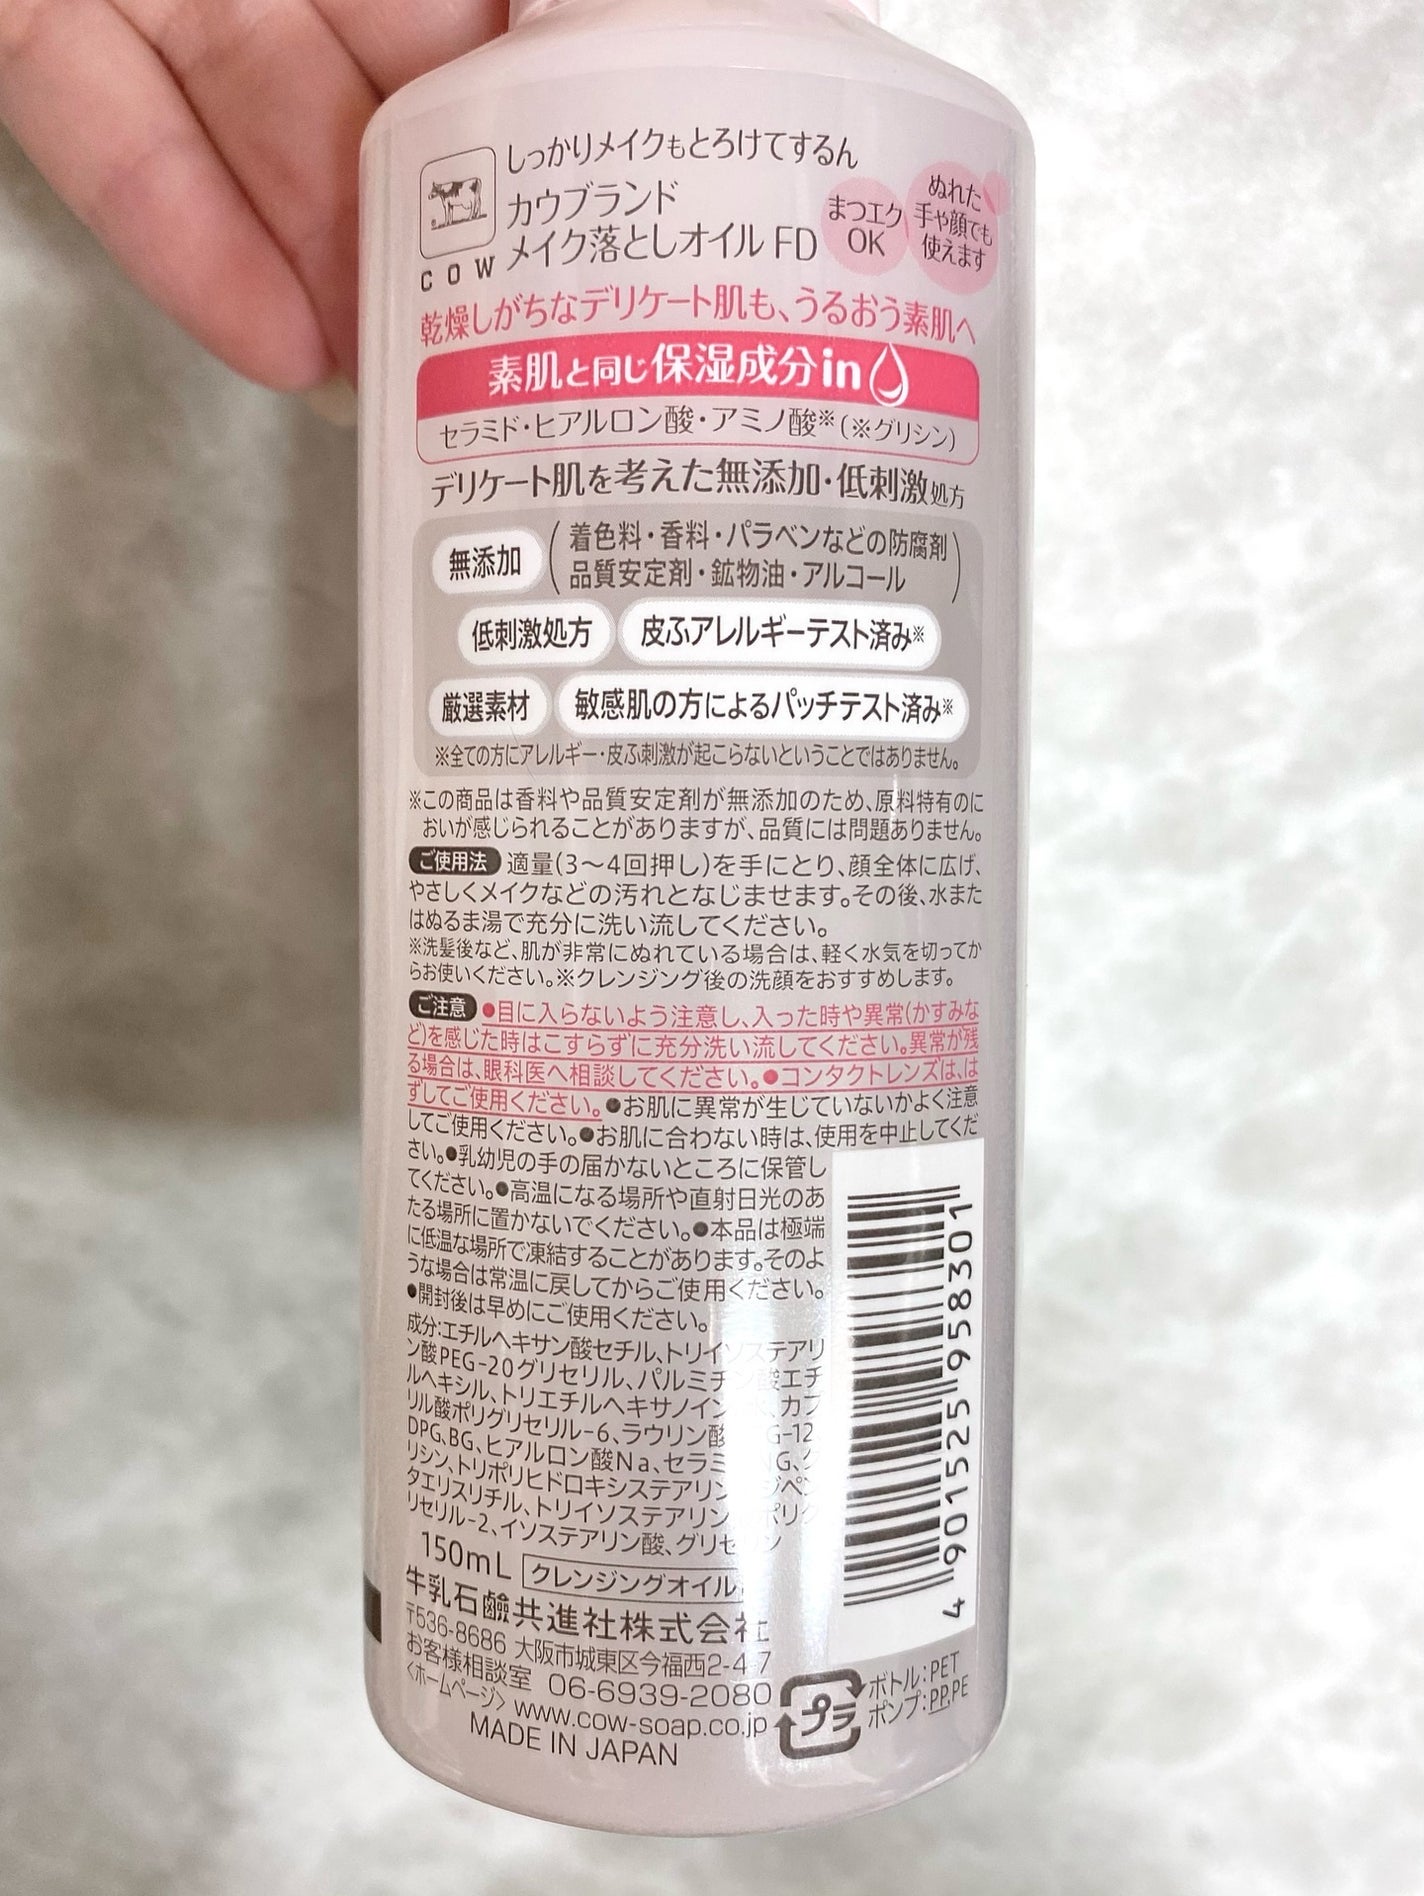 しっかりメイクもとろけてするん
カウブランド
メイク落としオイル FD
COW
まつエク
OK
ぬれた
手や顔でも
使えます
乾燥しがちなデリケート肌も、うるおう素肌へ
素肌と同じ保湿成分in
セラミド・ヒアルロン酸・アミノ酸※(※グリシン)
デリケート肌を考えた無添加・低刺激処方
無添加
着色料・香料・パラベンなどの防腐剤
品質安定剤・鉱物油・アルコール
低刺激処方 皮ふアレルギーテスト済み※
厳選素材 敏感肌の方によるパッチテスト済み※
※全ての方にアレルギー・皮ふ刺激が起こらないということではありません。
※この商品は香料や品質安定剤が無添加のため、原料特有のに
おいが感じられることがありますが、品質には問題ありません。
ご使用法 適量(3～4回押し)を手にとり、顔全体に広げ、
やさしくメイクなどの汚れとなじませます。その後、水また
はぬるま湯で充分に洗い流してください。
※洗髪後など、肌が非常にぬれている場合は、軽く水気を切ってか
らお使いください。※クレンジング後の洗顔をおすすめします。
ご注意 ●目に入らないよう注意し、入った時や異常(かすみな
ど)を感じた時はこすらずに充分洗い流してください。異常が残
る場合は、眼科医へ相談してください。●コンタクトレンズは、は
ずしてご使用ください。●お肌に異常が生じていないかよく注意
してご使用ください。●お肌に合わない時は、使用を中止してくだ
さい。●乳幼児の手の届かないところに保管し
てください。●高温になる場所や直射日光のあ
たる場所に置かないでください。●本品は極端
に低温な場所で凍結することがあります。そのよ
うな場合は常温に戻してからご使用ください。
●開封後は早めにご使用ください。
成分:エチルヘキサン酸セチル、トリイソステアリ
ン酸PEG-20グリセリル、パルミチン酸エチ
ルヘキシル、トリエチルヘキサノイン、水、カプ
リル酸ポリグリセリル-6、ラウリン酸 G-12
DPG、BG、ヒアルロン酸Na、セラミ NG、グ
リシン、トリポリヒドロキシステアリン ジペン
タエリスリチル、トリイソステアリン ポリグ
リセリル-2、イソステアリン酸、グリセリン
150mL クレンジングオイル
牛乳石鹼共進社株式会社
〒536-8686 大阪市城東区今福西2-4-7
お客様相談室 06-6939-2080
〈ホームページ〉 www.cow-soap.co.jp
MADE IN JAPAN
プラ
ボトル:PET
ポンプ:PP,PE
4 901525 958301